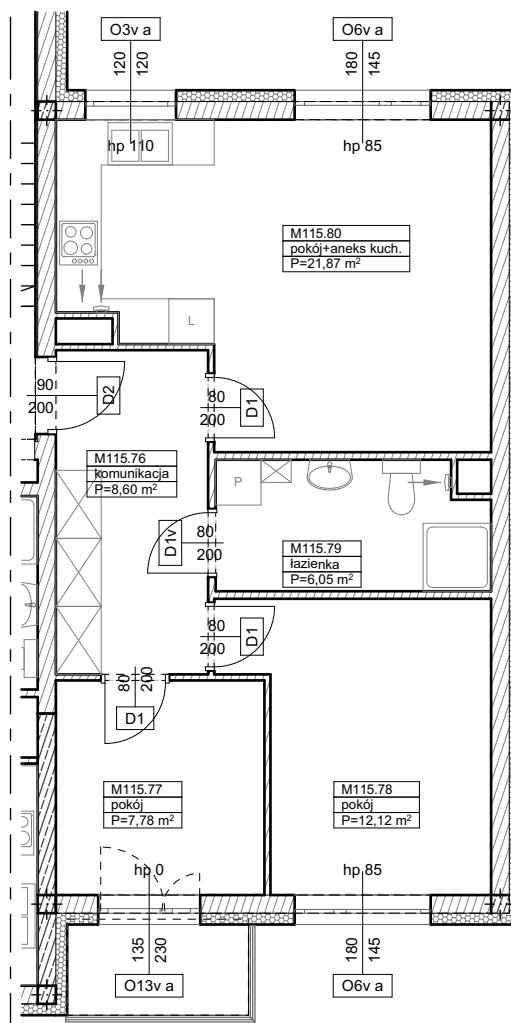 O3v a
O6v a
120
120
180
145
hp 110
hp 85
M115.80
pokój+aneks kuch.
P=21,87 m²
L
90
200
D2
80
200
D1
M115.76
komunikacja
P=8,60 m²
P
D1v
80
200
M115.79
łazienka
P=6,05 m²
80
200
D1
80
200
D1
M115.77
pokój
P=7,78 m²
M115.78
pokój
P=12,12 m²
hp 0
hp 85
135
230
180
145
O13v a
O6v a